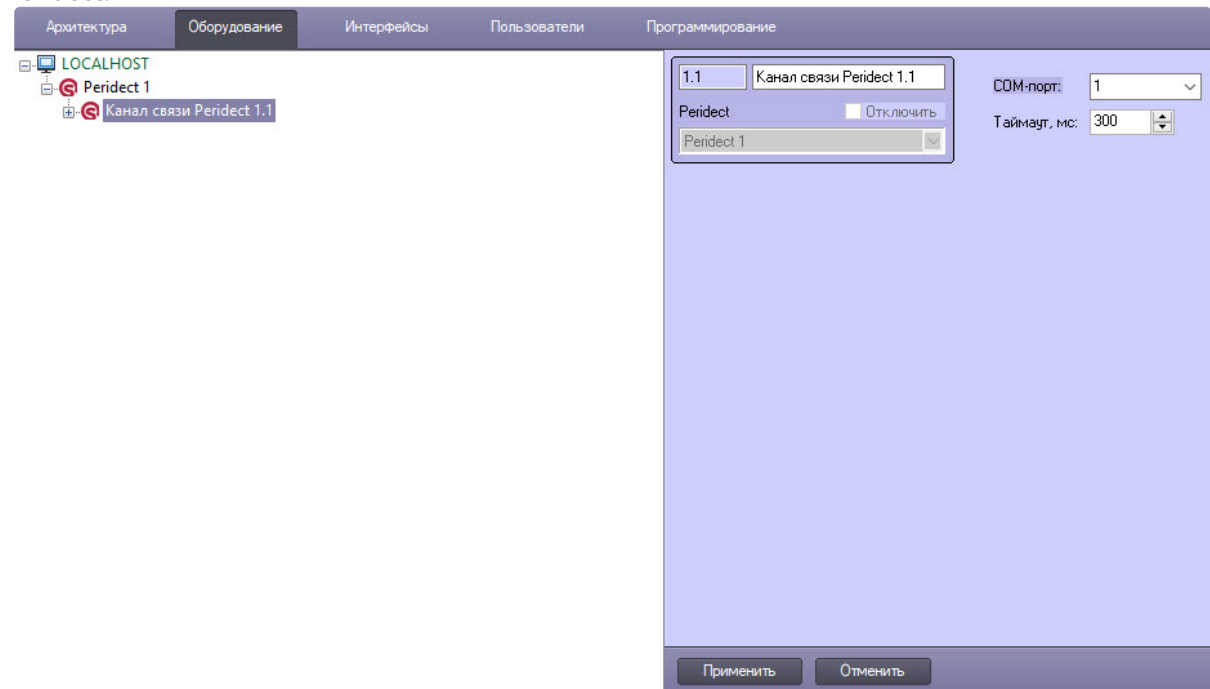 Архитектура
Оборудование
Интерфейсы
Пользователи
Программирование
LOCALHOST
Peridect 1
Канал связи Peridect 1.1
1.1
Канал связи Peridect 1.1
Peridect
Отключить
Peridect 1
COM-порт:
1
Таймаут, мс:
300
Применить
Отменить